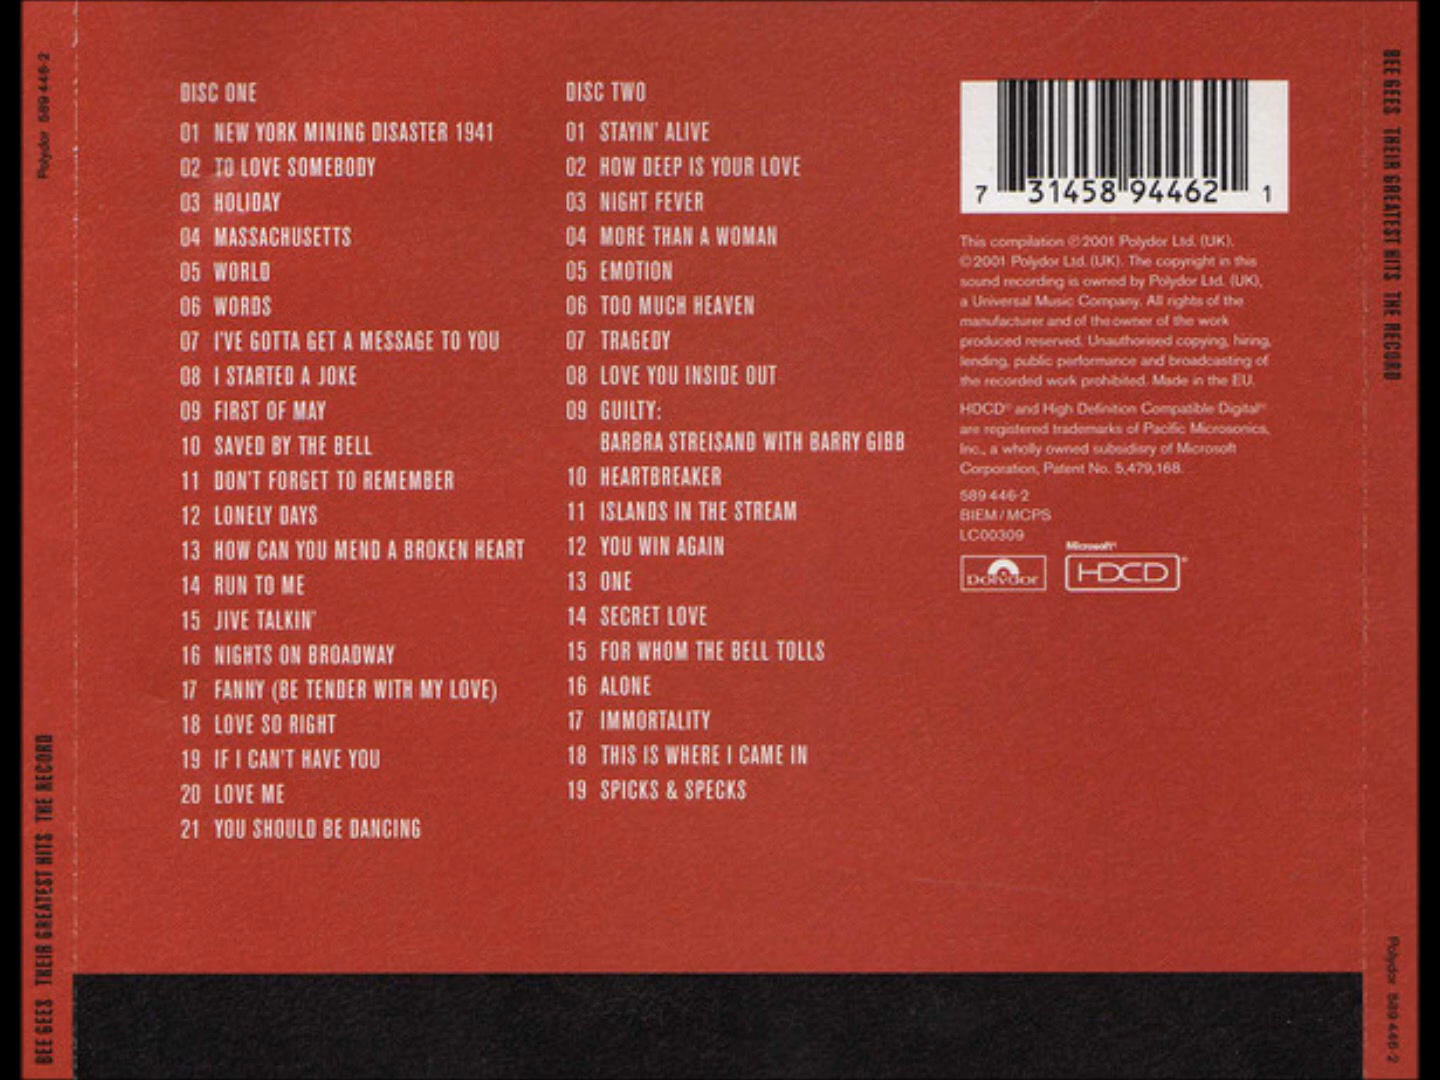 Polydor 589 446-2
BEE GEES THEIR GREATEST HITS THE RECORD
DISC ONE
01 NEW YORK MINING DISASTER 1941
02 TO LOVE SOMEBODY
03 HOLIDAY
04 MASSACHUSETTS
05 WORLD
06 WORDS
07 I'VE GOTTA GET A MESSAGE TO YOU
08 I STARTED A JOKE
09 FIRST OF MAY
10 SAVED BY THE BELL
11 DON'T FORGET TO REMEMBER
12 LONELY DAYS
13 HOW CAN YOU MEND A BROKEN HEART
14 RUN TO ME
15 JIVE TALKIN'
16 NIGHTS ON BROADWAY
17 FANNY (BE TENDER WITH MY LOVE)
18 LOVE SO RIGHT
19 IF I CAN'T HAVE YOU
20 LOVE ME
21 YOU SHOULD BE DANCING
DISC TWO
01 STAYIN' ALIVE
02 HOW DEEP IS YOUR LOVE
03 NIGHT FEVER
04 MORE THAN A WOMAN
05 EMOTION
06 TOO MUCH HEAVEN
07 TRAGEDY
08 LOVE YOU INSIDE OUT
09 GUILTY:
BARBRA STREISAND WITH BARRY GIBB
10 HEARTBREAKER
11 ISLANDS IN THE STREAM
12 YOU WIN AGAIN
13 ONE
14 SECRET LOVE
15 FOR WHOM THE BELL TOLLS
16 ALONE
17 IMMORTALITY
18 THIS IS WHERE I CAME IN
19 SPICKS & SPECKS
7 31458 94462 1
This compilation ℗2001 Polydor Ltd. (UK).
©2001 Polydor Ltd. (UK). The copyright in this
sound recording is owned by Polydor Ltd. (UK),
a Universal Music Company. All rights of the
manufacturer and of the owner of the work
produced reserved. Unauthorised copying, hiring,
lending, public performance and broadcasting of
the recorded work prohibited. Made in the EU.
HDCD® and High Definition Compatible Digital®
are registered trademarks of Pacific Microsonics,
Inc., a wholly owned subsidisry of Microsoft
Corporation, Patent No. 5,479,168.
589 446-2
BIEM / MCPS
LC00309
Polydor
Microsoft®
HDCD®
BEE GEES THEIR GREATEST HITS THE RECORD
Polydor 589 446-2